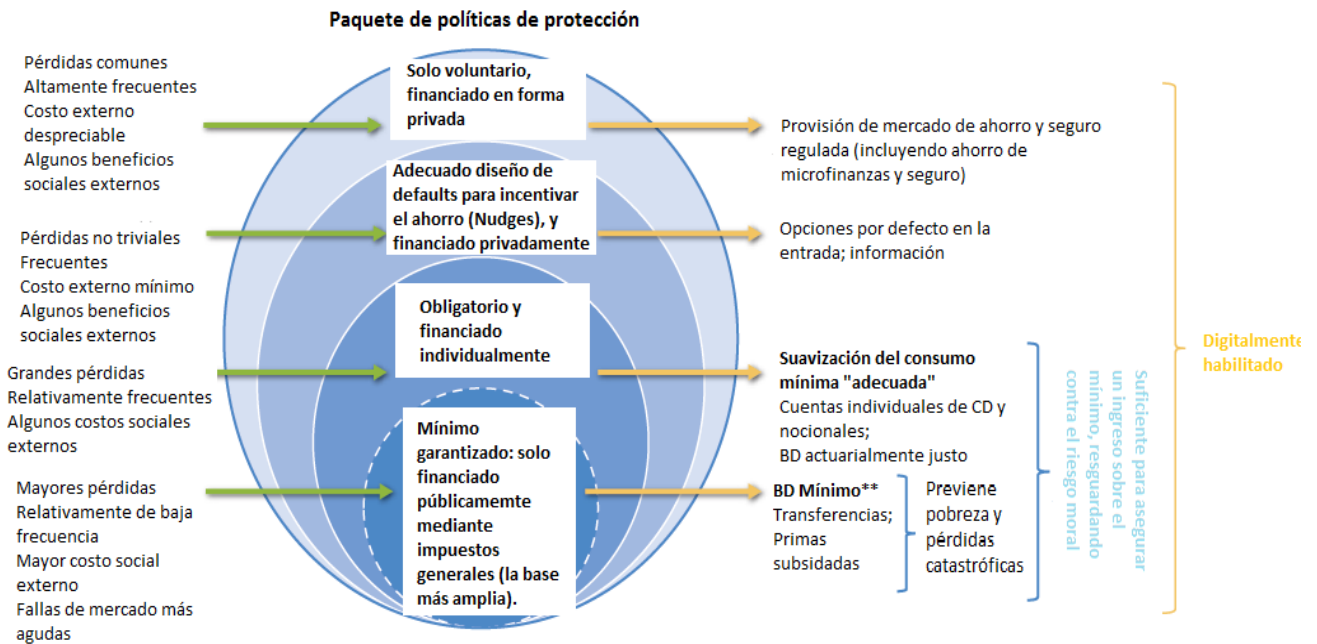 Paquete de políticas de protección
Pérdidas comunes
Altamente frecuentes
Costo externo
despreciable
Algunos beneficios
sociales externos
Solo voluntario,
financiado en forma
privada
Provisión de mercado de ahorro y seguro
regulada (incluyendo ahorro de
microfinanzas y seguro)
Pérdidas no triviales
Frecuentes
Costo externo mínimo
Algunos beneficios
sociales externos
Adecuado diseño de
defaults para incentivar
el ahorro (Nudges), y
financiado privadamente
Opciones por defecto en la
entrada; información
Grandes pérdidas
Relativamente frecuentes
Algunos costos sociales
externos
Obligatorio y
financiado
individualmente
Suavización del consumo
mínima "adecuada"
Cuentas individuales de CD y
nocionales;
BD actuarialmente justo
Mayores pérdidas
Relativamente de baja
frecuencia
Mayor costo social
externo
Fallas de mercado más
agudas
Mínimo
garantizado: solo
financiado
públicamemte
mediante
impuestos
generales (la base
más amplia).
BD Mínimo**
Transferencias;
Primas
subsidadas
Previene
pobreza y
pérdidas
catastróficas
Suficiente para asegurar
un ingreso sobre el
mínimo, resguardando
contra el riesgo moral
Digitalmente
habilitado